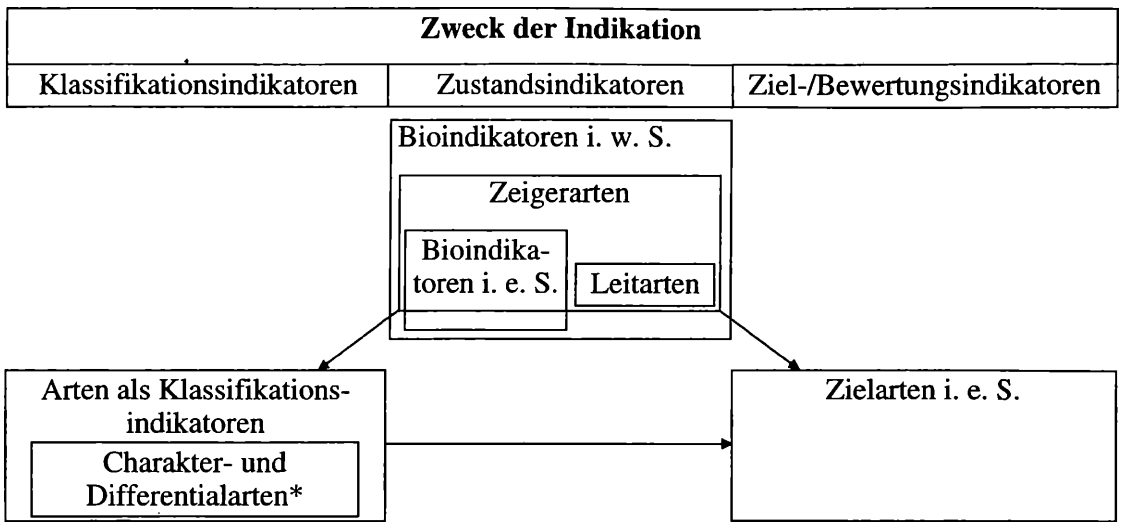 Zweck der Indikation
Klassifikationsindikatoren
Zustandsindikatoren
Ziel-/Bewertungsindikatoren
Bioindikatoren i. w. S.
Zeigerarten
Bioindika-
toren i. e. S.
Leitarten
Arten als Klassifikations-
indikatoren
Charakter- und
Differentialarten*
Zielarten i. e. S.